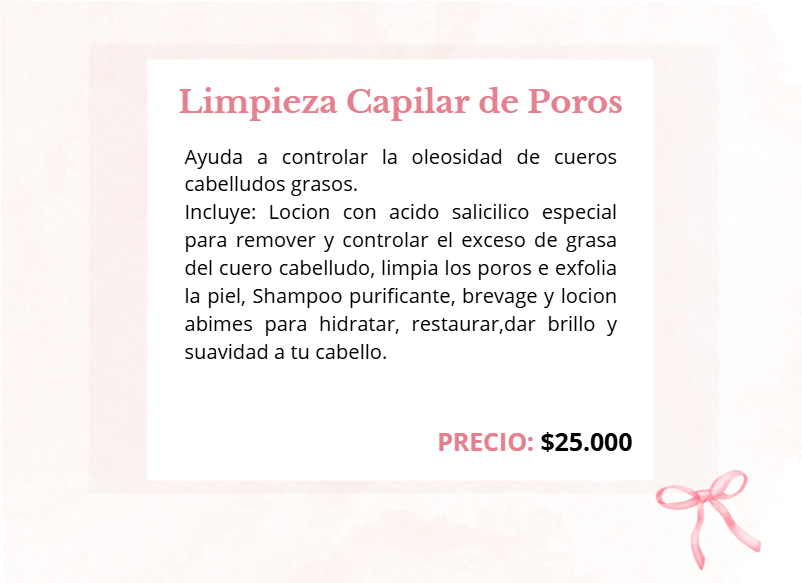 Limpieza Capilar de Poros
Ayuda a controlar la oleosidad de cueros
cabelludos grasos.
Incluye: Locion con acido salicilico especial
para remover y controlar el exceso de grasa
del cuero cabelludo, limpia los poros e exfolia
la piel, Shampoo purificante, brevage y locion
abimes para hidratar, restaurar,dar brillo y
suavidad a tu cabello.
PRECIO: $25.000